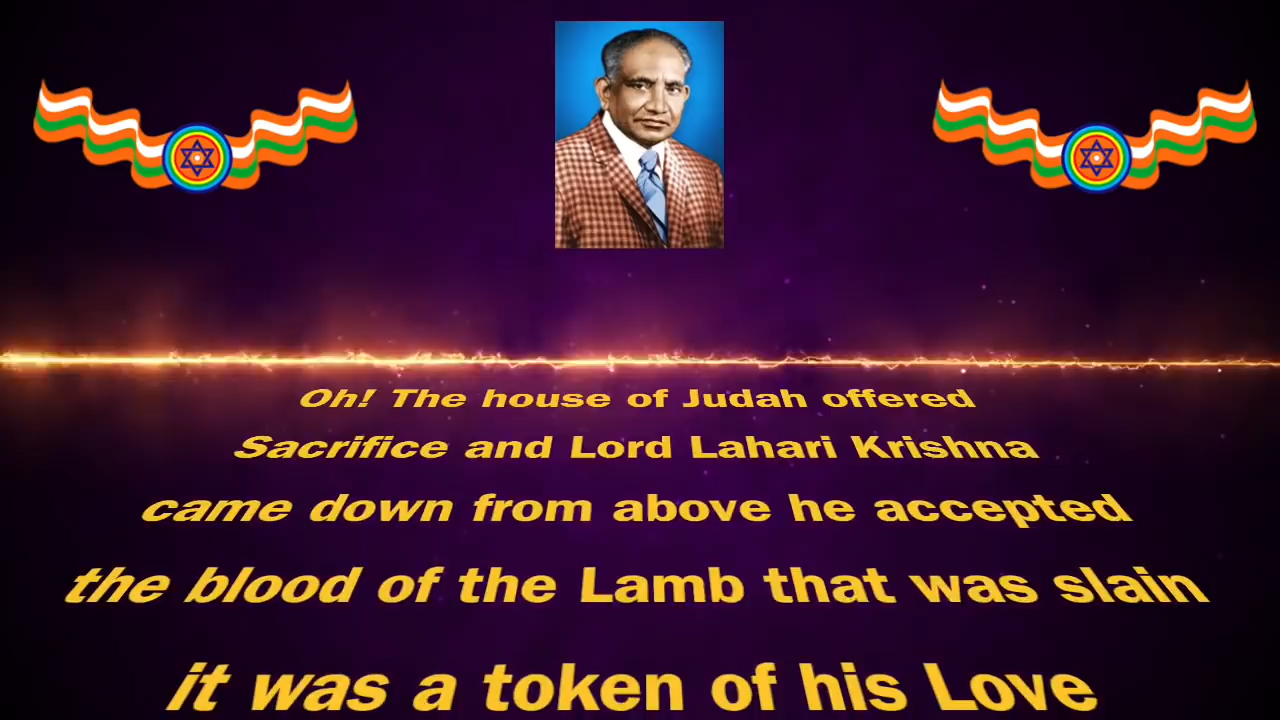 Oh! The house of Judah offered
Sacrifice and Lord Lahari Krishna
came down from above he accepted
the blood of the Lamb that was slain
it was a token of his Love